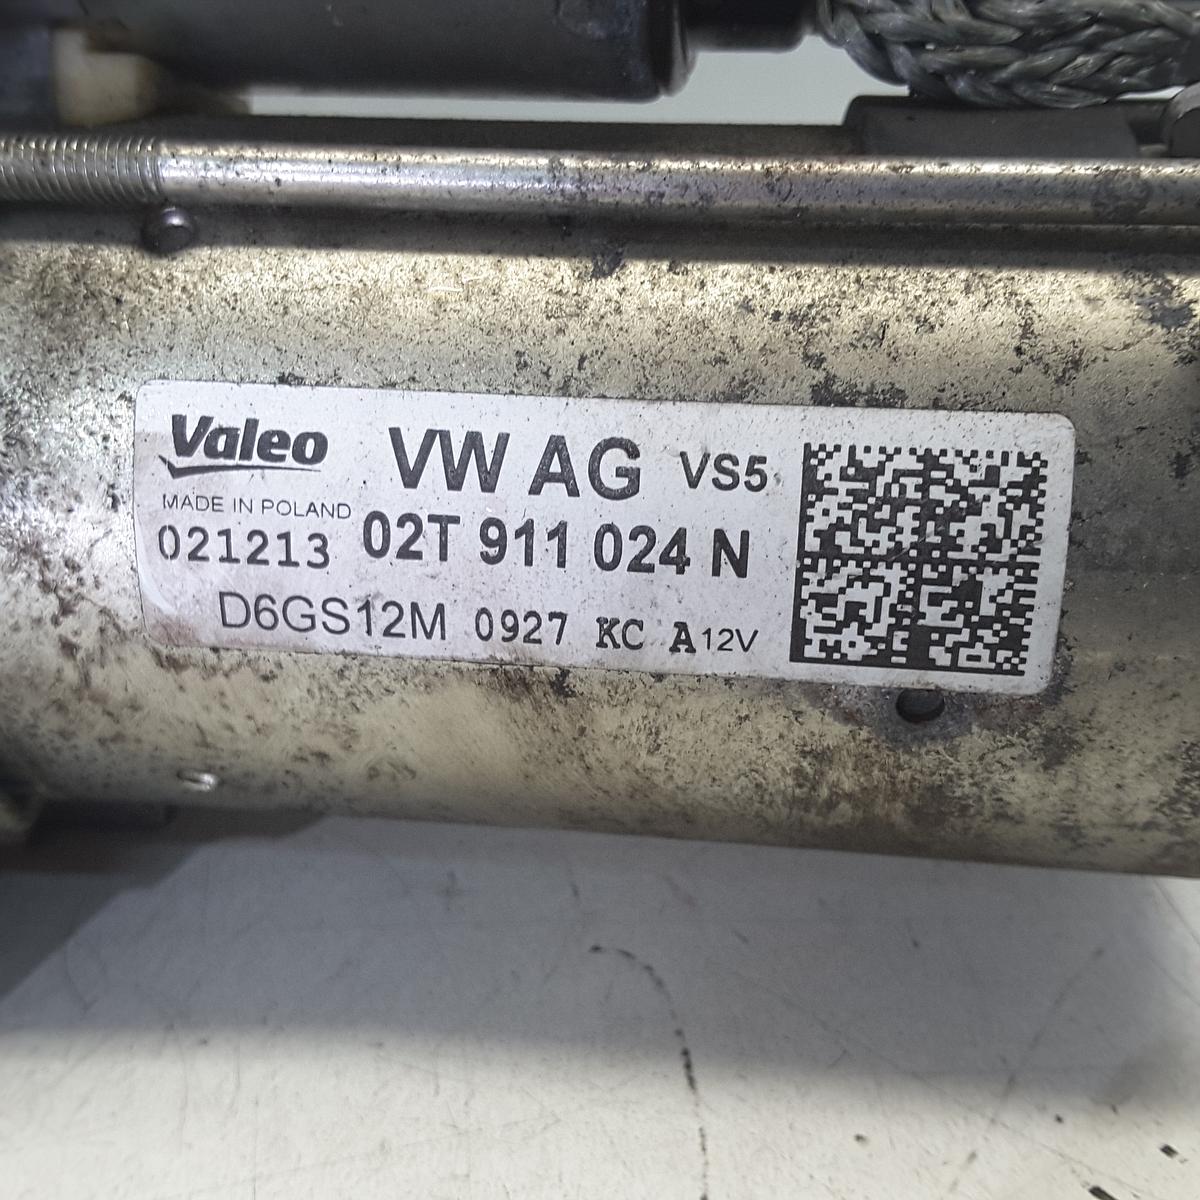 Valeo VW AG VS5
MADE IN POLAND
021213 02T 911 024 N
D6GS12M 0927 KC A12V